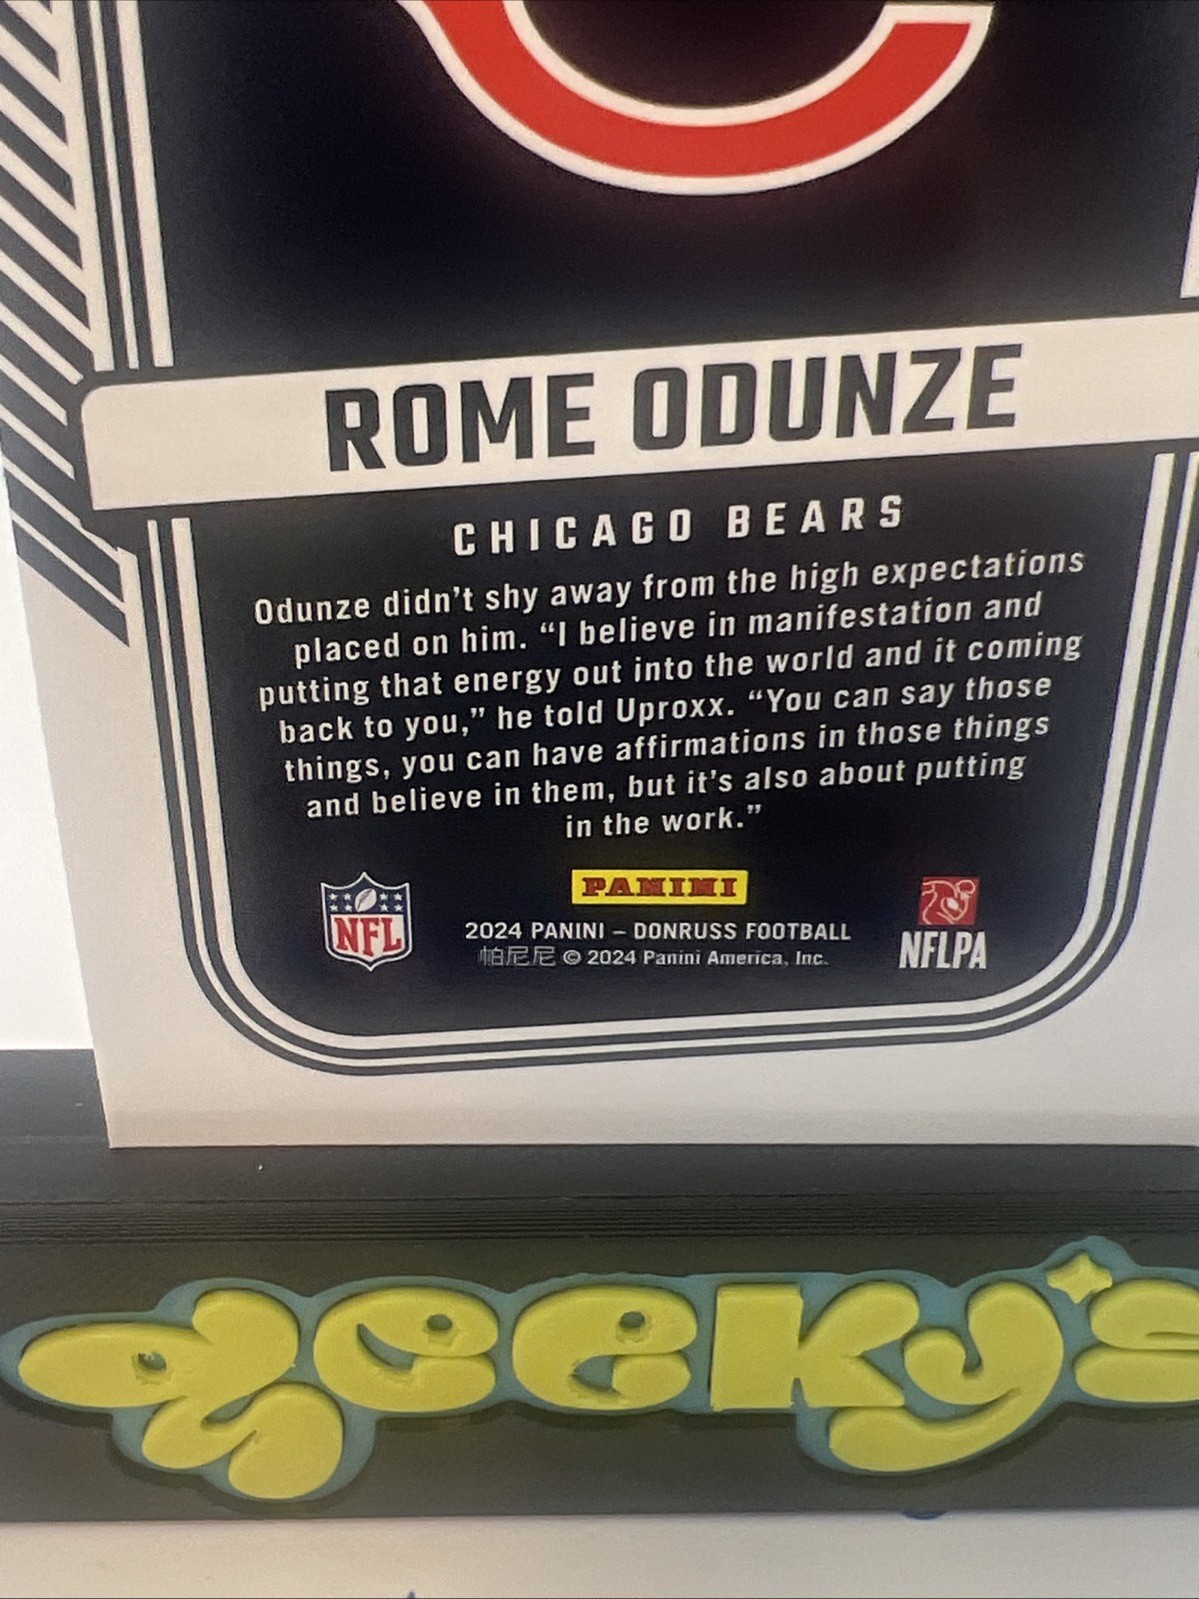 ROME ODUNZE
CHICAGO BEARS
Odunze didn't shy away from the high expectations
placed on him. “I believe in manifestation and
putting that energy out into the world and it coming
back to you,” he told Uproxx. “You can say those
things, you can have affirmations in those things
and believe in them, but it's also about putting
in the work.”
PANINI
NFL
2024 PANINI – DONRUSS FOOTBALL
帕尼尼 © 2024 Panini America, Inc.
NFLPA
geeky's